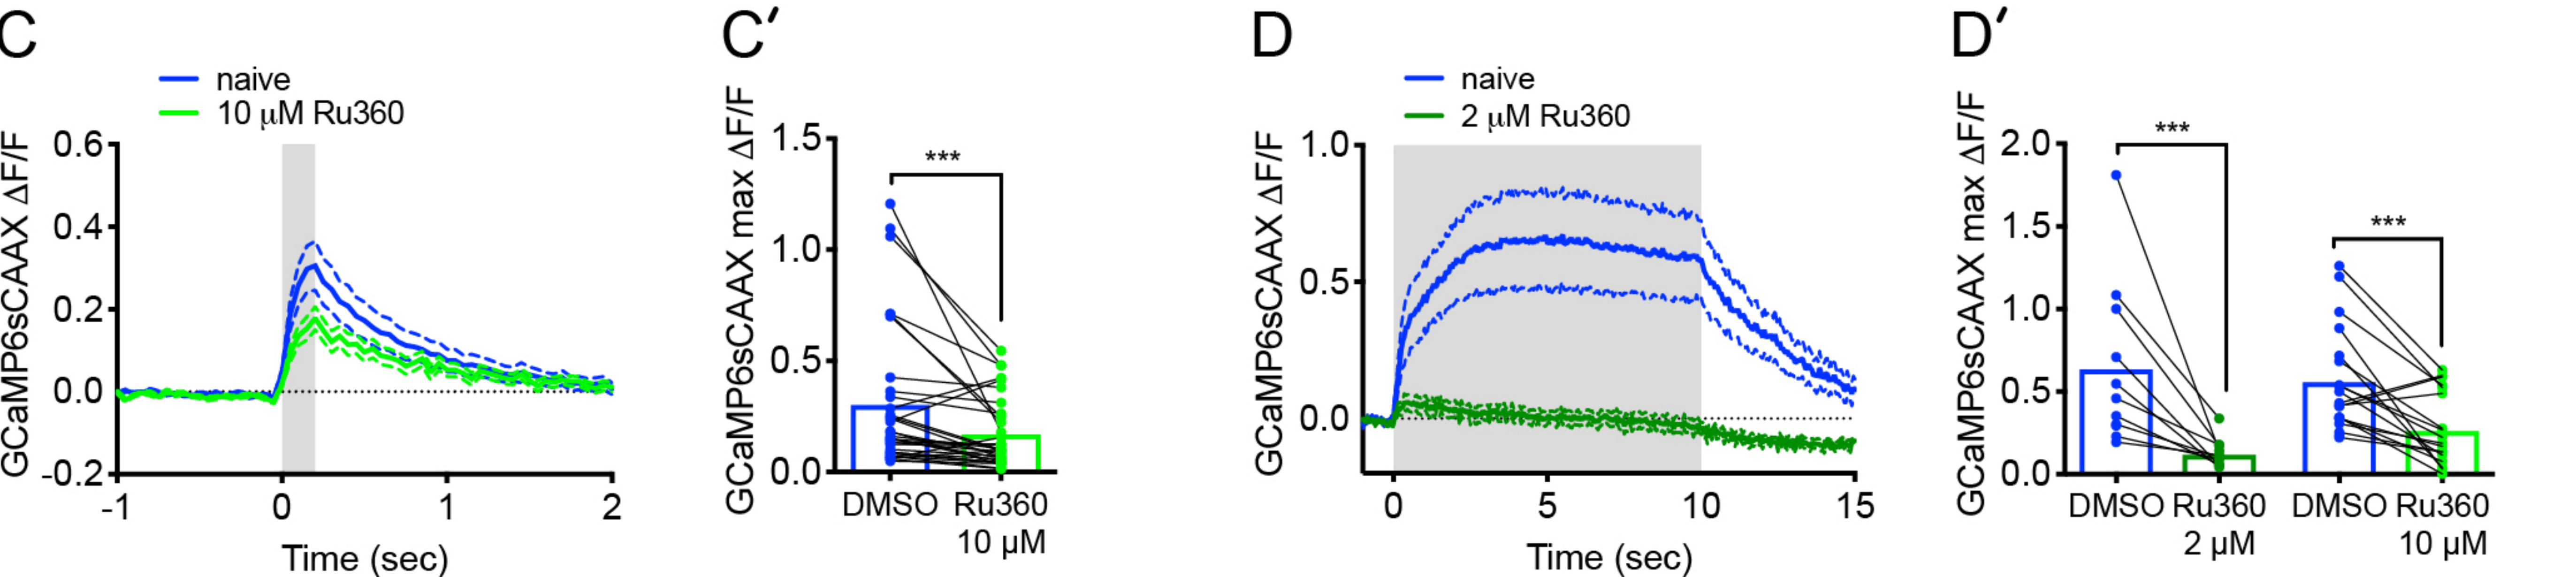 C
naive
10 μM Ru360
GCaMP6sCAAX ΔF/F
0.6
0.4
0.2
0.0
-0.2
-1 0 1 2
Time (sec)
C′
GCaMP6sCAAX max ΔF/F
1.5
1.0
0.5
0.0
***
DMSO Ru360
10 μM
D
naive
2 μM Ru360
GCaMP6sCAAX ΔF/F
1.0
0.5
0.0
0 5 10 15
Time (sec)
D′
GCaMP6sCAAX max ΔF/F
2.0
1.5
1.0
0.5
0.0
***
***
DMSO Ru360 DMSO Ru360
2 μM 10 μM